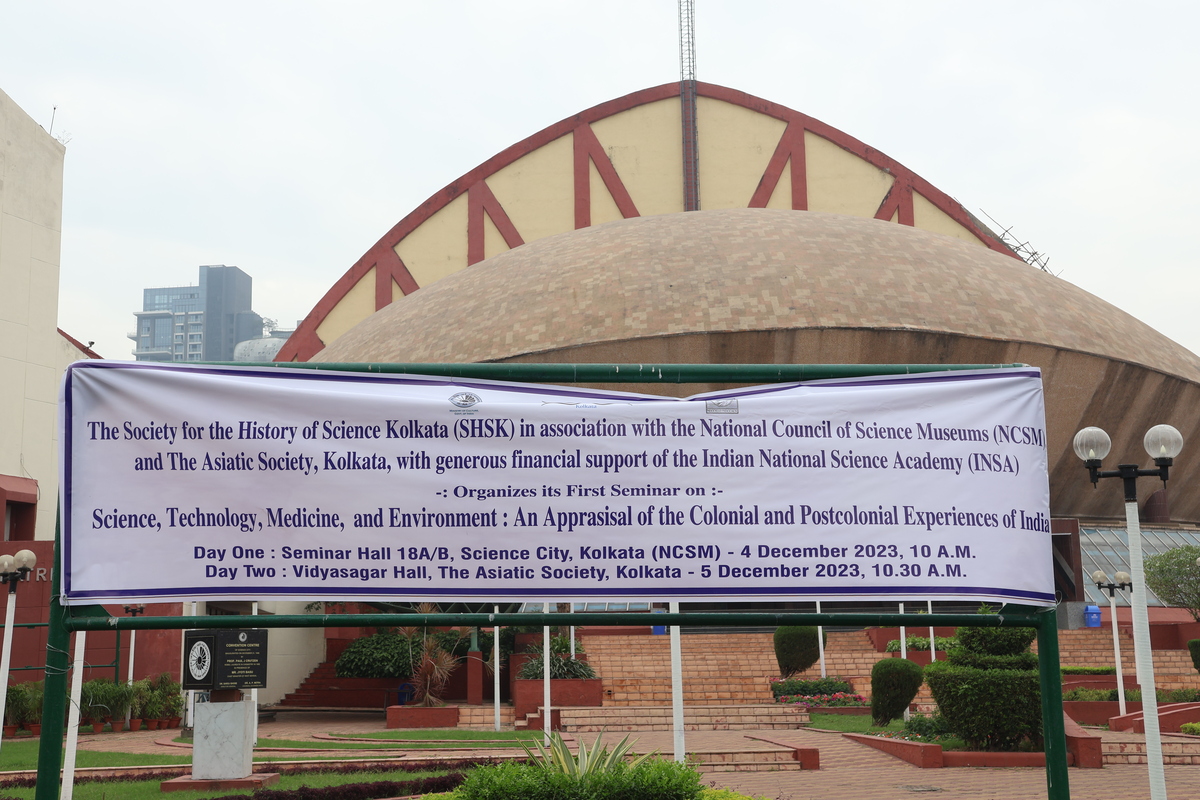 Kolkata
The Society for the History of Science Kolkata (SHSK) in association with the National Council of Science Museums (NCSM)
and The Asiatic Society, Kolkata, with generous financial support of the Indian National Science Academy (INSA)
-: Organizes its First Seminar on :-
Science, Technology, Medicine, and Environment : An Apprasisal of the Colonial and Postcolonial Experiences of India
Day One : Seminar Hall 18A/B, Science City, Kolkata (NCSM) - 4 December 2023, 10 A.M.
Day Two : Vidyasagar Hall, The Asiatic Society, Kolkata - 5 December 2023, 10.30 A.M.
CONVENTION CENTRE